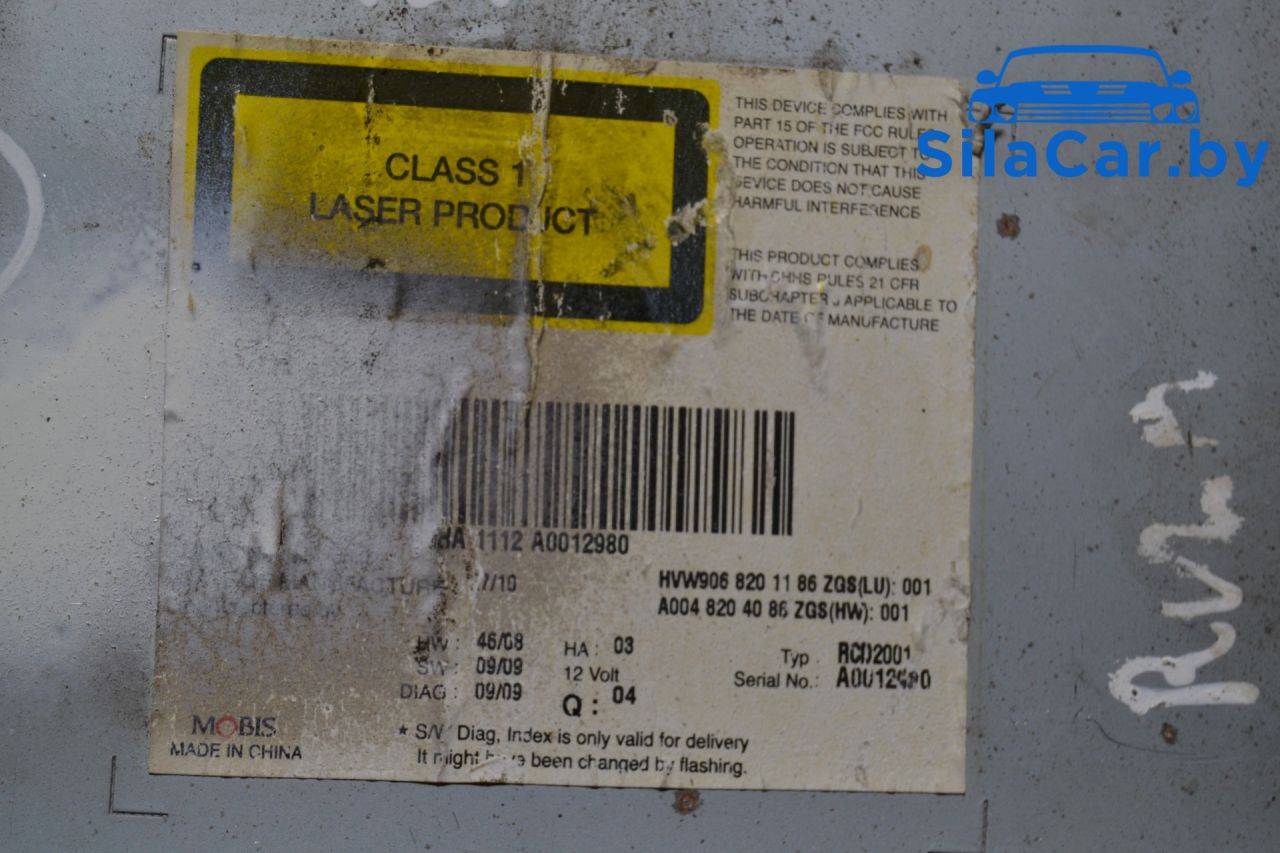 SilaCar.by
CLASS 1
LASER PRODUCT
THIS DEVICE COMPLIES WITH
PART 15 OF THE FCC RULES
OPERATION IS SUBJECT TO
THE CONDITION THAT THIS
DEVICE DOES NOT CAUSE
HARMFUL INTERFERENCE
THIS PRODUCT COMPLIES
WITH DHHS RULES 21 CFR
SUBCHAPTER J APPLICABLE TO
THE DATE OF MANUFACTURE
HA 1112 A0012980
HVW906 820 11 86 ZGS(LU): 001
A004 820 40 86 ZGS(HW): 001
HW : 46/08
SW : 09/09
DIAG : 09/09
HA : 03
12 Volt
Q : 04
Typ : RCD2001
Serial No.: A0012980
MOBIS
MADE IN CHINA
* S/W Diag, Index is only valid for delivery
It might have been changed by flashing.